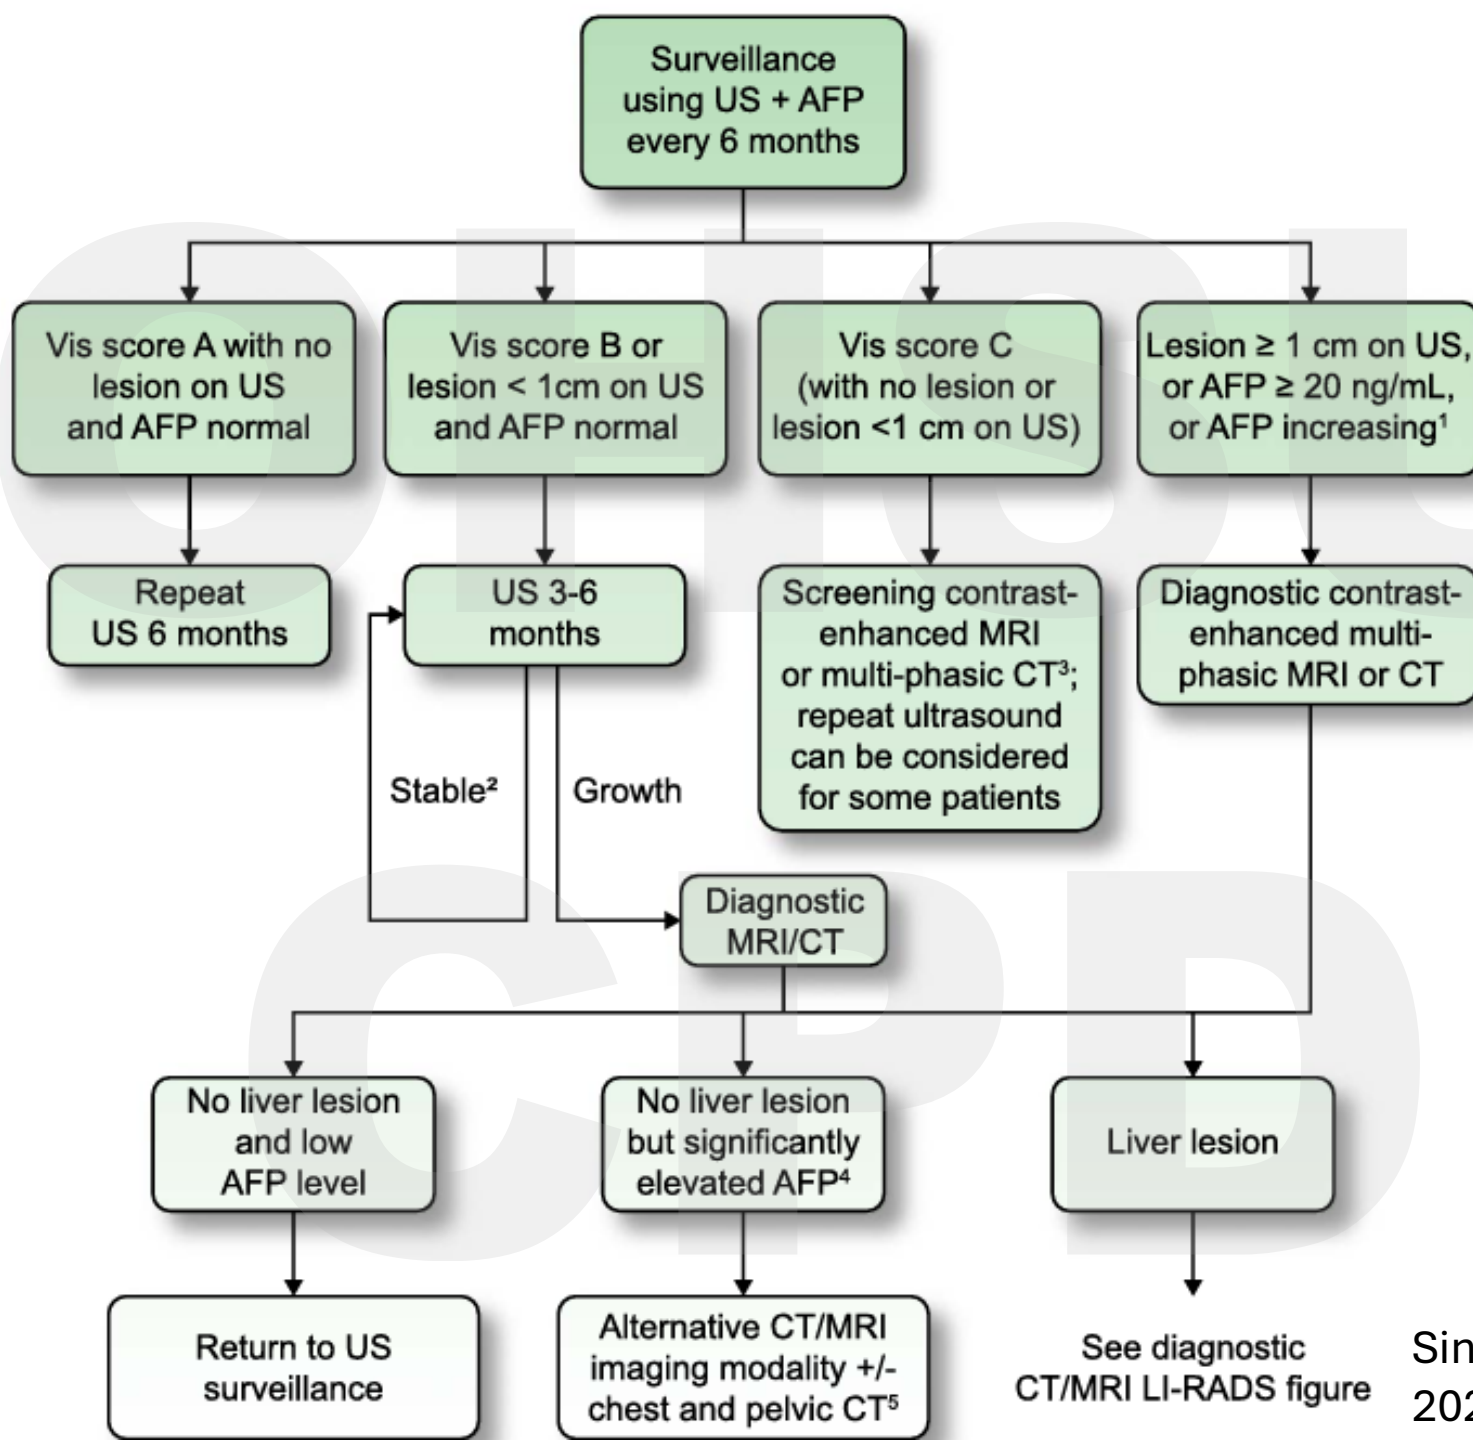 Surveillance
using US + AFP
every 6 months
Vis score A with no
lesion on US
and AFP normal
Vis score B or
lesion < 1cm on US
and AFP normal
Vis score C
(with no lesion or
lesion <1 cm on US)
Lesion ≥ 1 cm on US,
or AFP ≥ 20 ng/mL,
or AFP increasing¹
Repeat
US 6 months
US 3-6
months
Screening contrast-
enhanced MRI
or multi-phasic CT³;
repeat ultrasound
can be considered
for some patients
Diagnostic contrast-
enhanced multi-
phasic MRI or CT
Stable²
Growth
Diagnostic
MRI/CT
No liver lesion
and low
AFP level
No liver lesion
but significantly
elevated AFP⁴
Liver lesion
Return to US
surveillance
Alternative CT/MRI
imaging modality +/-
chest and pelvic CT⁵
See diagnostic
CT/MRI LI-RADS figure
OHSU
CPD